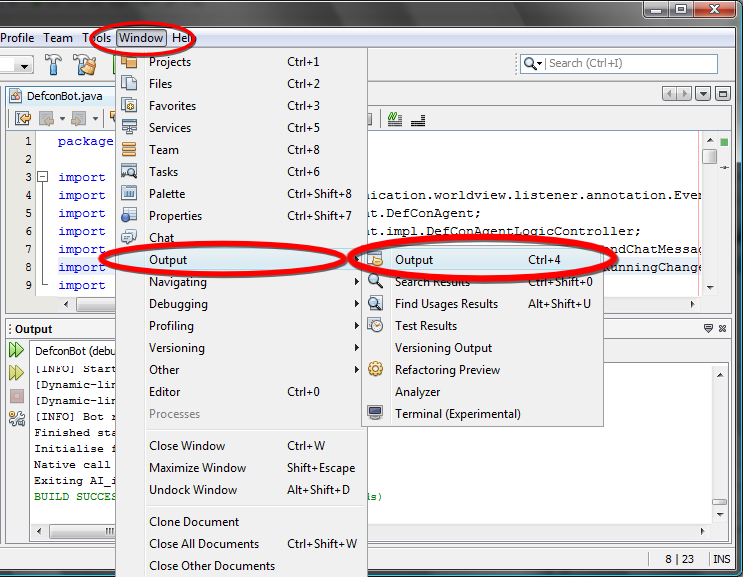 Profile Team Tools Window Help
Search (Ctrl+I)
DefconBot.java
Projects Ctrl+1
Files Ctrl+2
Favorites Ctrl+3
Services Ctrl+5
Team Ctrl+8
Tasks Ctrl+6
Palette Ctrl+Shift+8
Properties Ctrl+Shift+7
Chat
Output
Navigating
Debugging
Profiling
Versioning
Other
Editor Ctrl+0
Processes
Close Window Ctrl+W
Maximize Window Shift+Escape
Undock Window Alt+Shift+D
Clone Document
Close All Documents Ctrl+Shift+W
Close Other Documents
Output Ctrl+4
Search Results Ctrl+Shift+0
Find Usages Results Alt+Shift+U
Test Results
Versioning Output
Refactoring Preview
Analyzer
Terminal (Experimental)
1 package
2
3 import
4 import nication.worldview.listener.annotation.Even
5 import nt.DefConAgent;
6 import nt.impl.DefConAgentLogicController;
7 import ndChatMessag
8 import RunningChange
9 import
Output
DefconBot (debu
[INFO] Start
[Dynamic-lin
[Dynamic-lin
[INFO] Bot r
Finished sta
Initialise f
Native call
Exiting AI_i
BUILD SUCCES ds)
8 | 23 INS